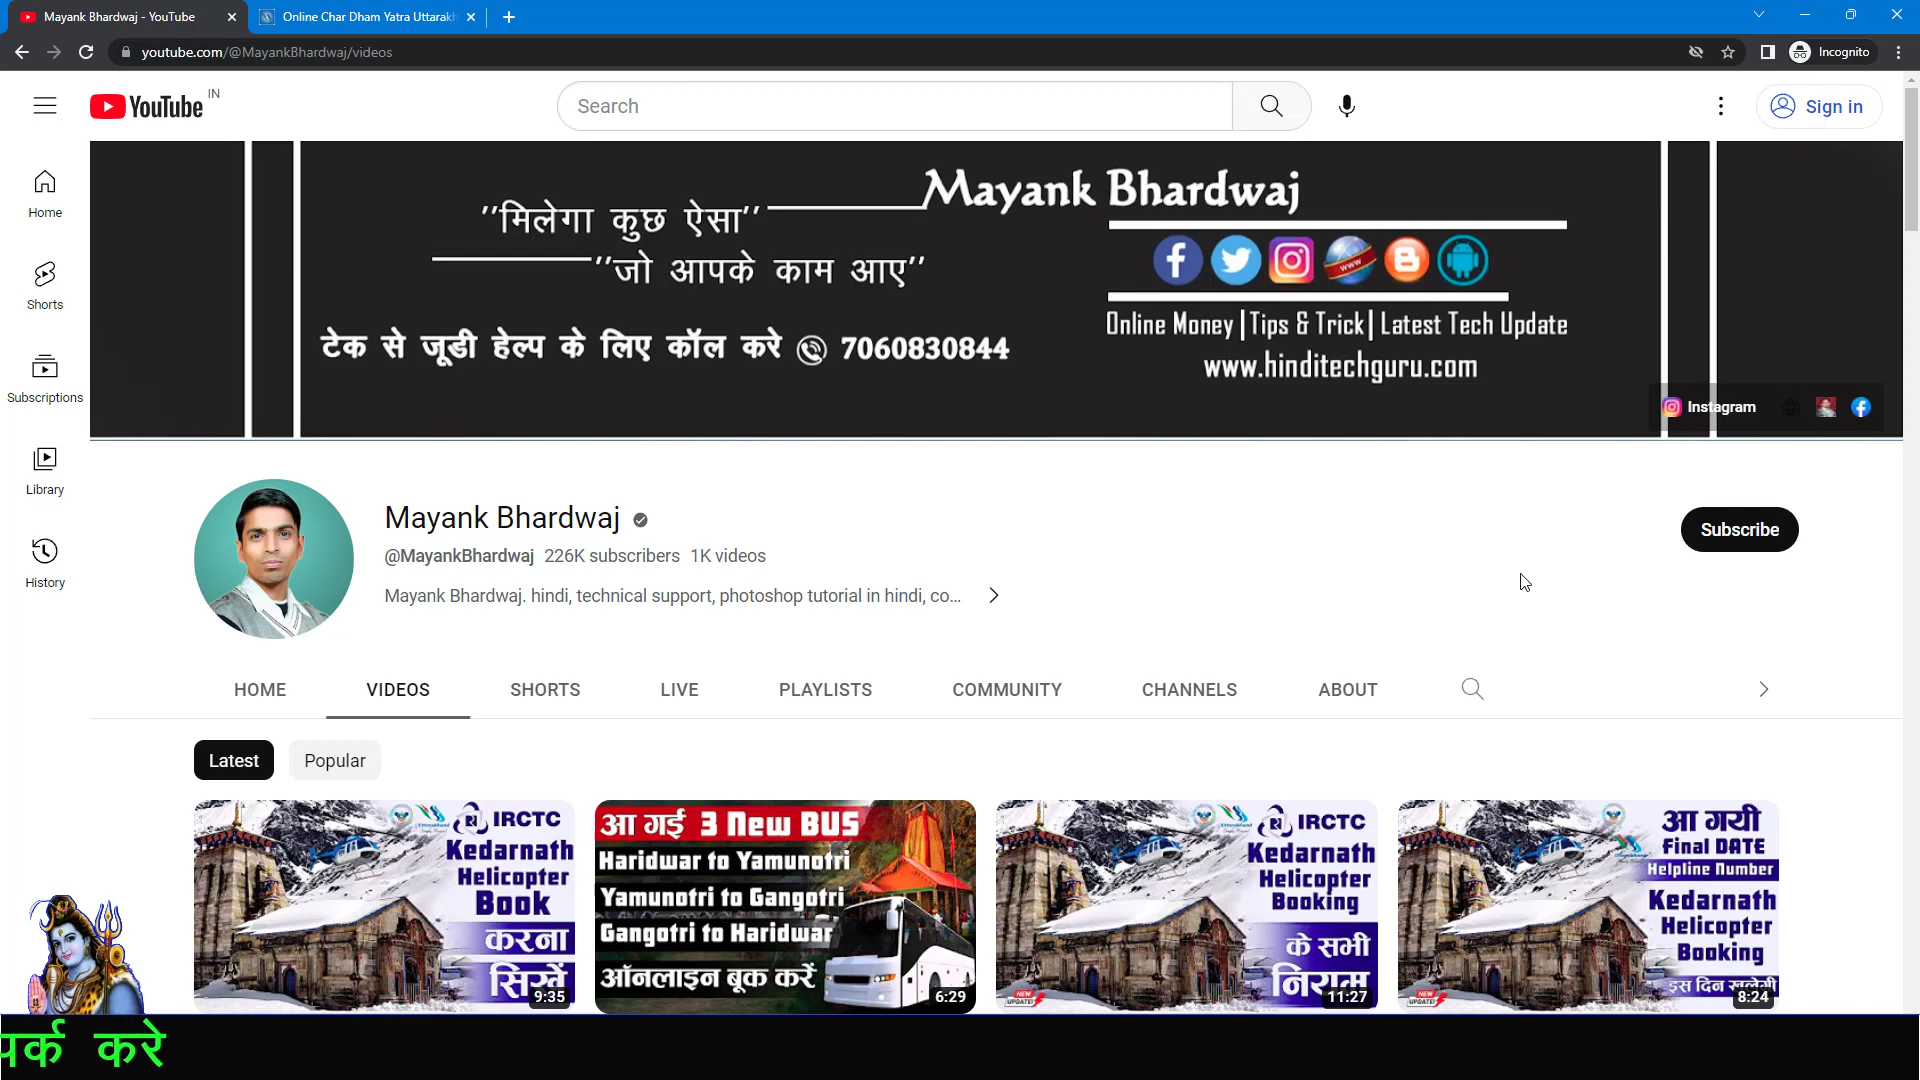 Mayank Bhardwaj - YouTube
Online Char Dham Yatra Uttarakh
youtube.com/@MayankBhardwaj/videos
Incognito
YouTube IN
Search
Sign in
Home
Shorts
Subscriptions
Library
History
Mayank Bhardwaj
''मिलेगा कुछ ऐसा''
''जो आपके काम आए''
टेक से जूडी हेल्प के लिए कॉल करे 7060830844
www
Online Money | Tips & Trick | Latest Tech Update
www.hinditechguru.com
Instagram
Mayank Bhardwaj
@MayankBhardwaj 226K subscribers 1K videos
Mayank Bhardwaj. hindi, technical support, photoshop tutorial in hindi, co...
Subscribe
HOME VIDEOS SHORTS LIVE PLAYLISTS COMMUNITY CHANNELS ABOUT
Latest Popular
IRCTC
Kedarnath
Helicopter
Book
करना
सिखें
9:35
आ गई 3 New BUS
Haridwar to Yamunotri
Yamunotri to Gangotri
Gangotri to Haridwar
ऑनलाइन बूक करें
6:29
IRCTC
Kedarnath
Helicopter
Booking
के सभी
नियम
NEW UPDATE!
11:27
आ गयी
Final DATE
Helpline Number
Kedarnath
Helicopter
Booking
इस दिन खुलेगी
NEW UPDATE!
8:24
पर्क करे